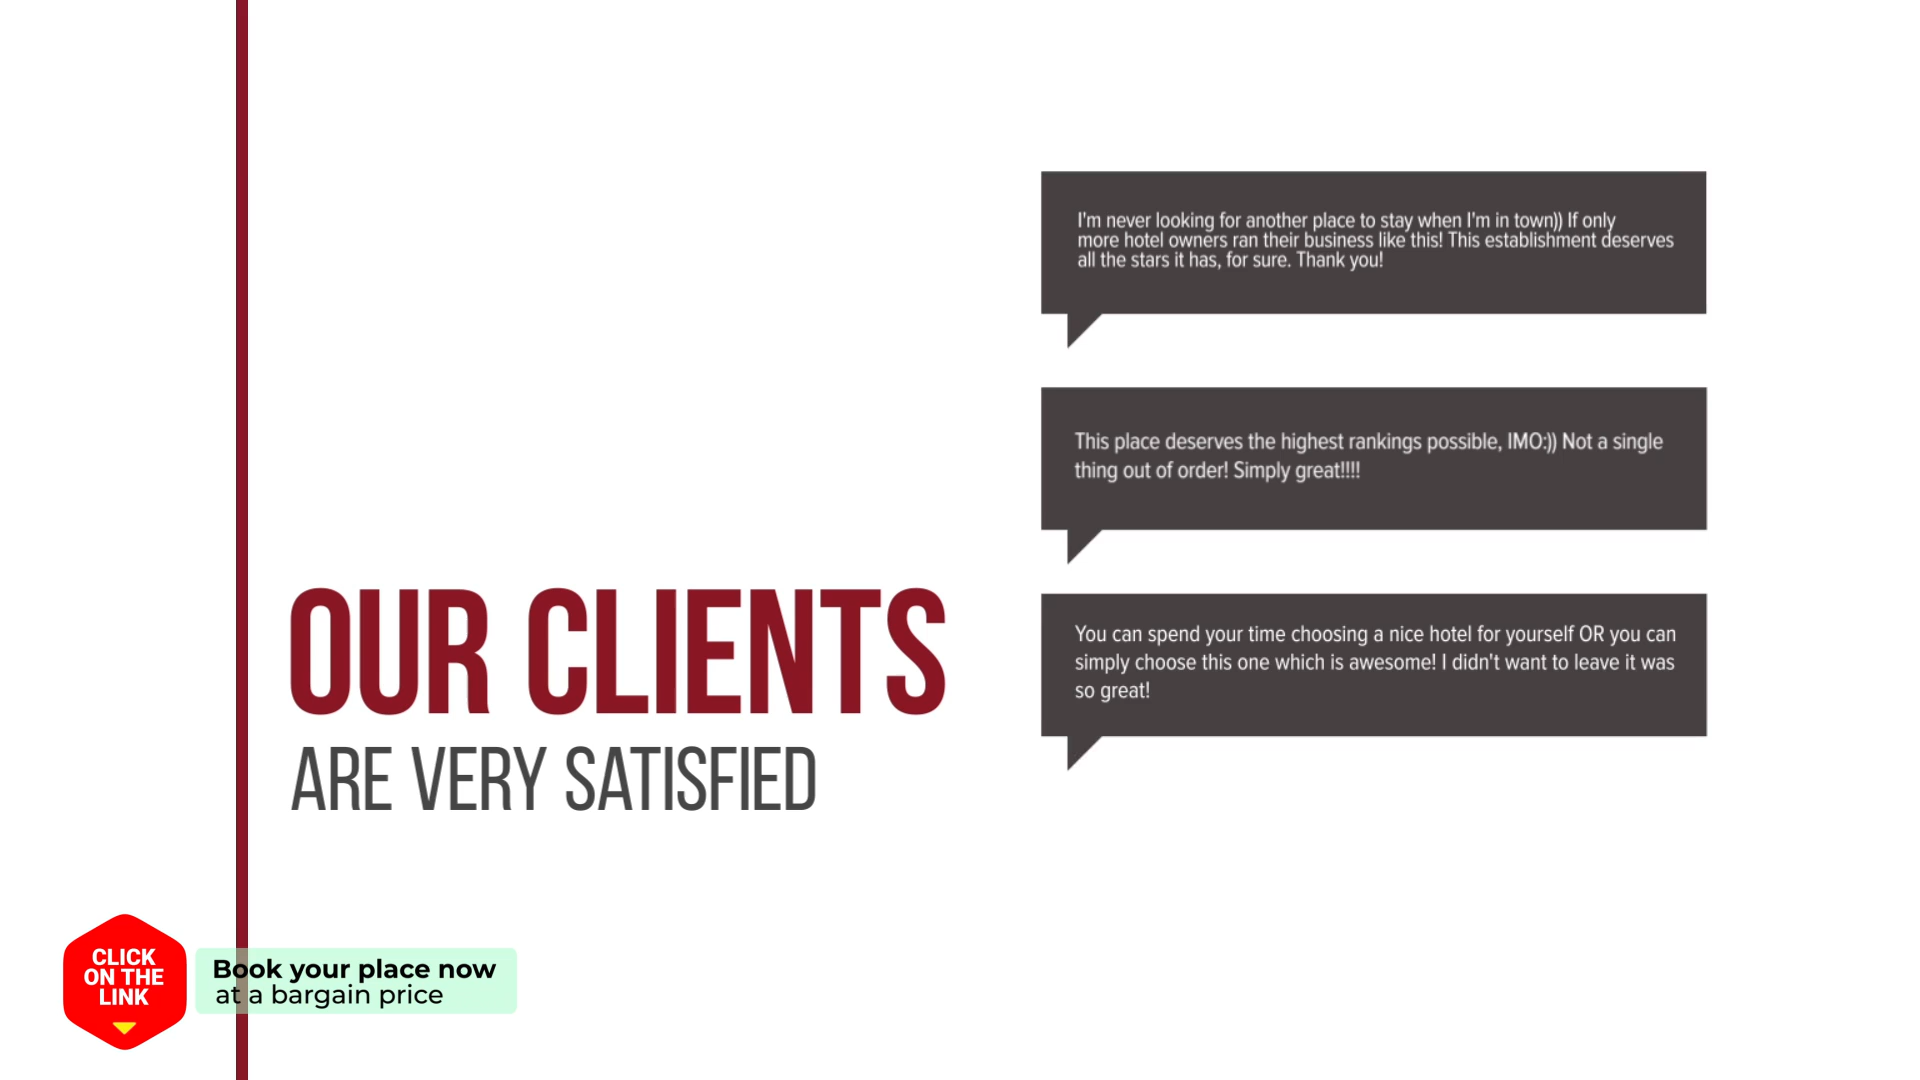 I'm never looking for another place to stay when I'm in town)) If only
more hotel owners ran their business like this! This establishment deserves
all the stars it has, for sure. Thank you!
This place deserves the highest rankings possible, IMO:)) Not a single
thing out of order! Simply great!!!!
You can spend your time choosing a nice hotel for yourself OR you can
simply choose this one which is awesome! I didn't want to leave it was
so great!
OUR CLIENTS
ARE VERY SATISFIED
CLICK
ON THE
LINK
Book your place now
at a bargain price